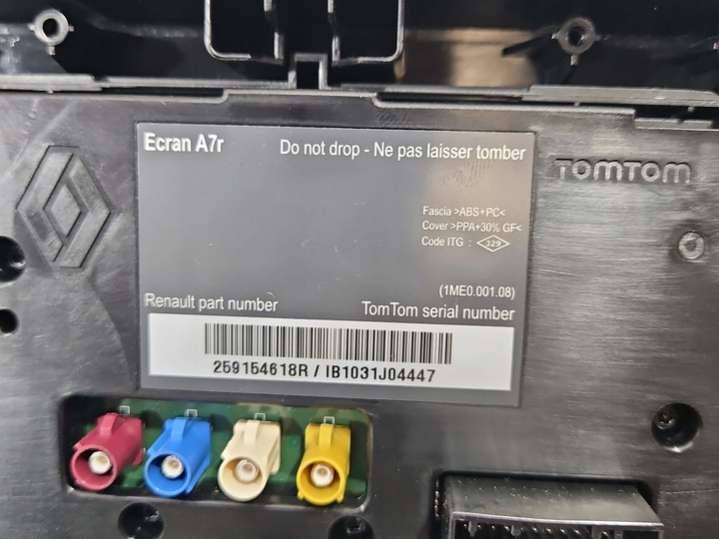 Ecran A7r
Do not drop - Ne pas laisser tomber
TOMTOM
Fascia >ABS+PC<
Cover >PPA+30% GF<
Code ITG : 329
(1ME0.001.08)
Renault part number
TomTom serial number
259154618R / IB1031J04447